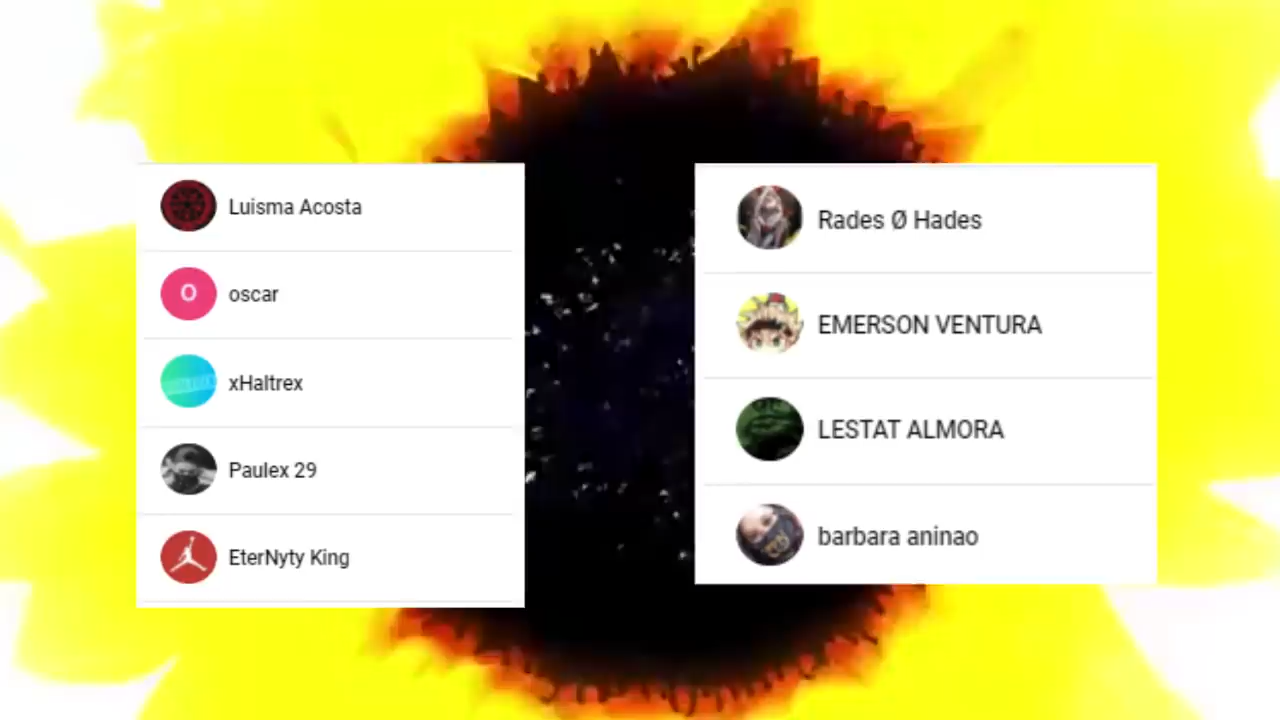 Luisma Acosta
O
oscar
xHaltrex
Paulex 29
EterNyty King
Rades Ø Hades
EMERSON VENTURA
LESTAT ALMORA
barbara aninao